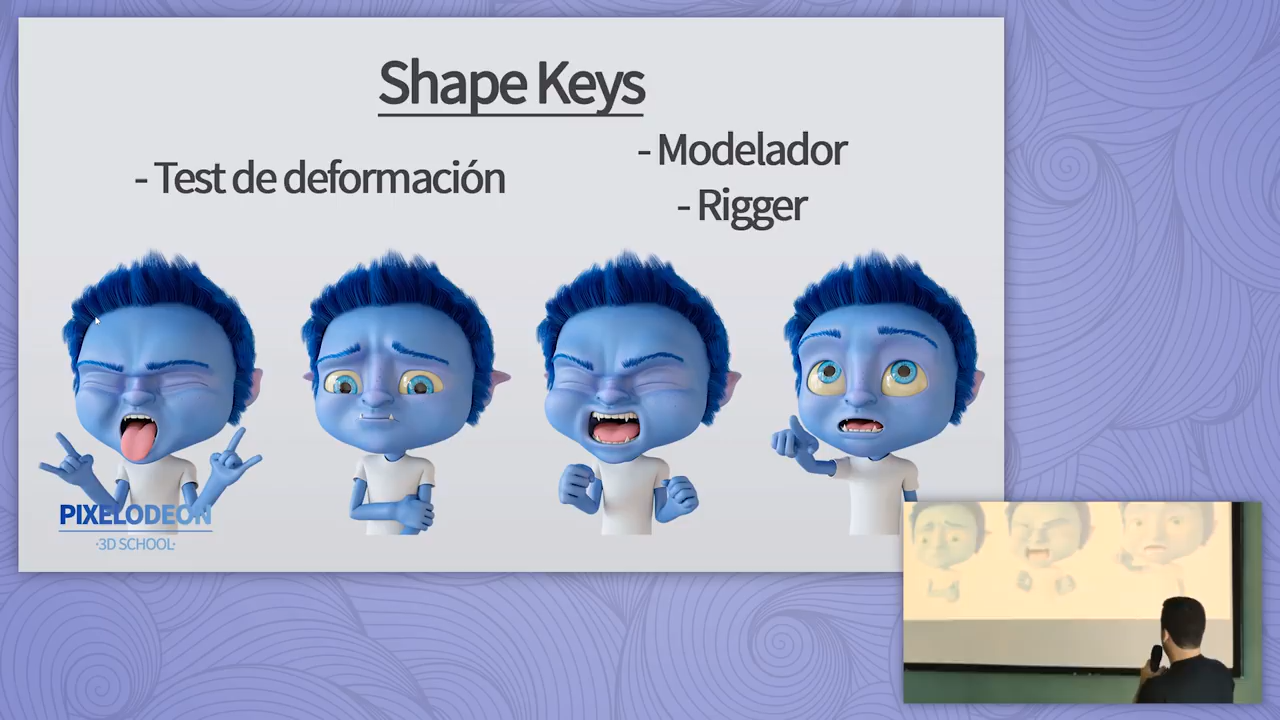 Shape Keys
- Test de deformación
- Modelador
- Rigger
PIXELODEON
·3D SCHOOL·